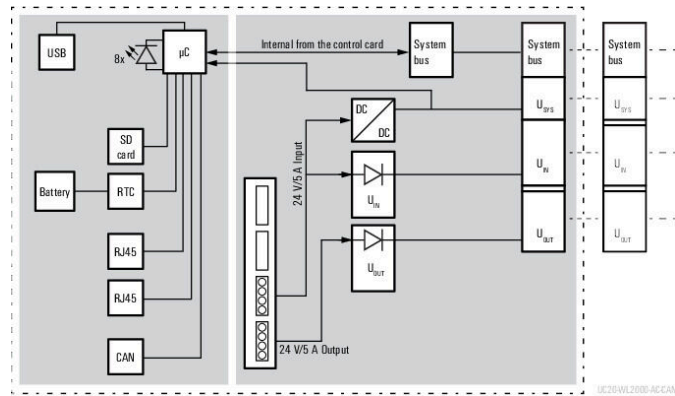 USB
8x
µC
Internal from the control card
System
bus
System
bus
System
bus
DC
DC
U_SYS
U_SYS
SD
card
24 V/5 A Input
U_IN
U_IN
U_IN
Battery
RTC
RJ45
U_OUT
U_OUT
U_OUT
RJ45
CAN
24 V/5 A Output
UC20-WL2000-AC-CAN